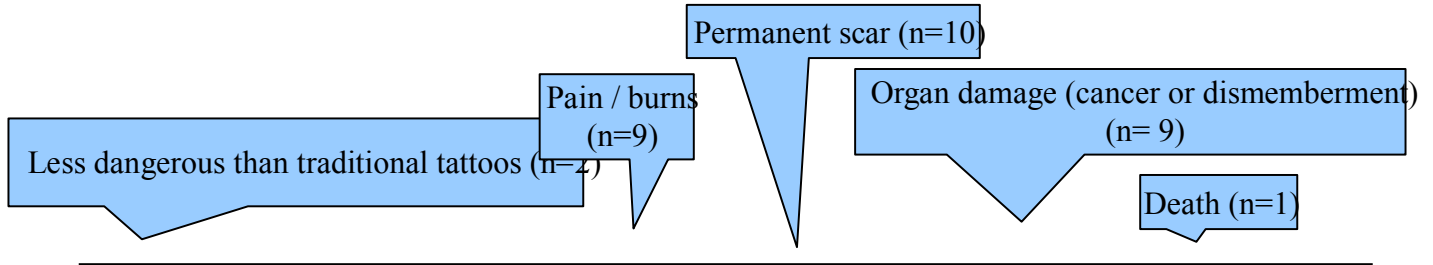 Permanent scar (n=10)
Pain / burns
(n=9)
Organ damage (cancer or dismemberment)
(n= 9)
Less dangerous than traditional tattoos (n=2)
Death (n=1)